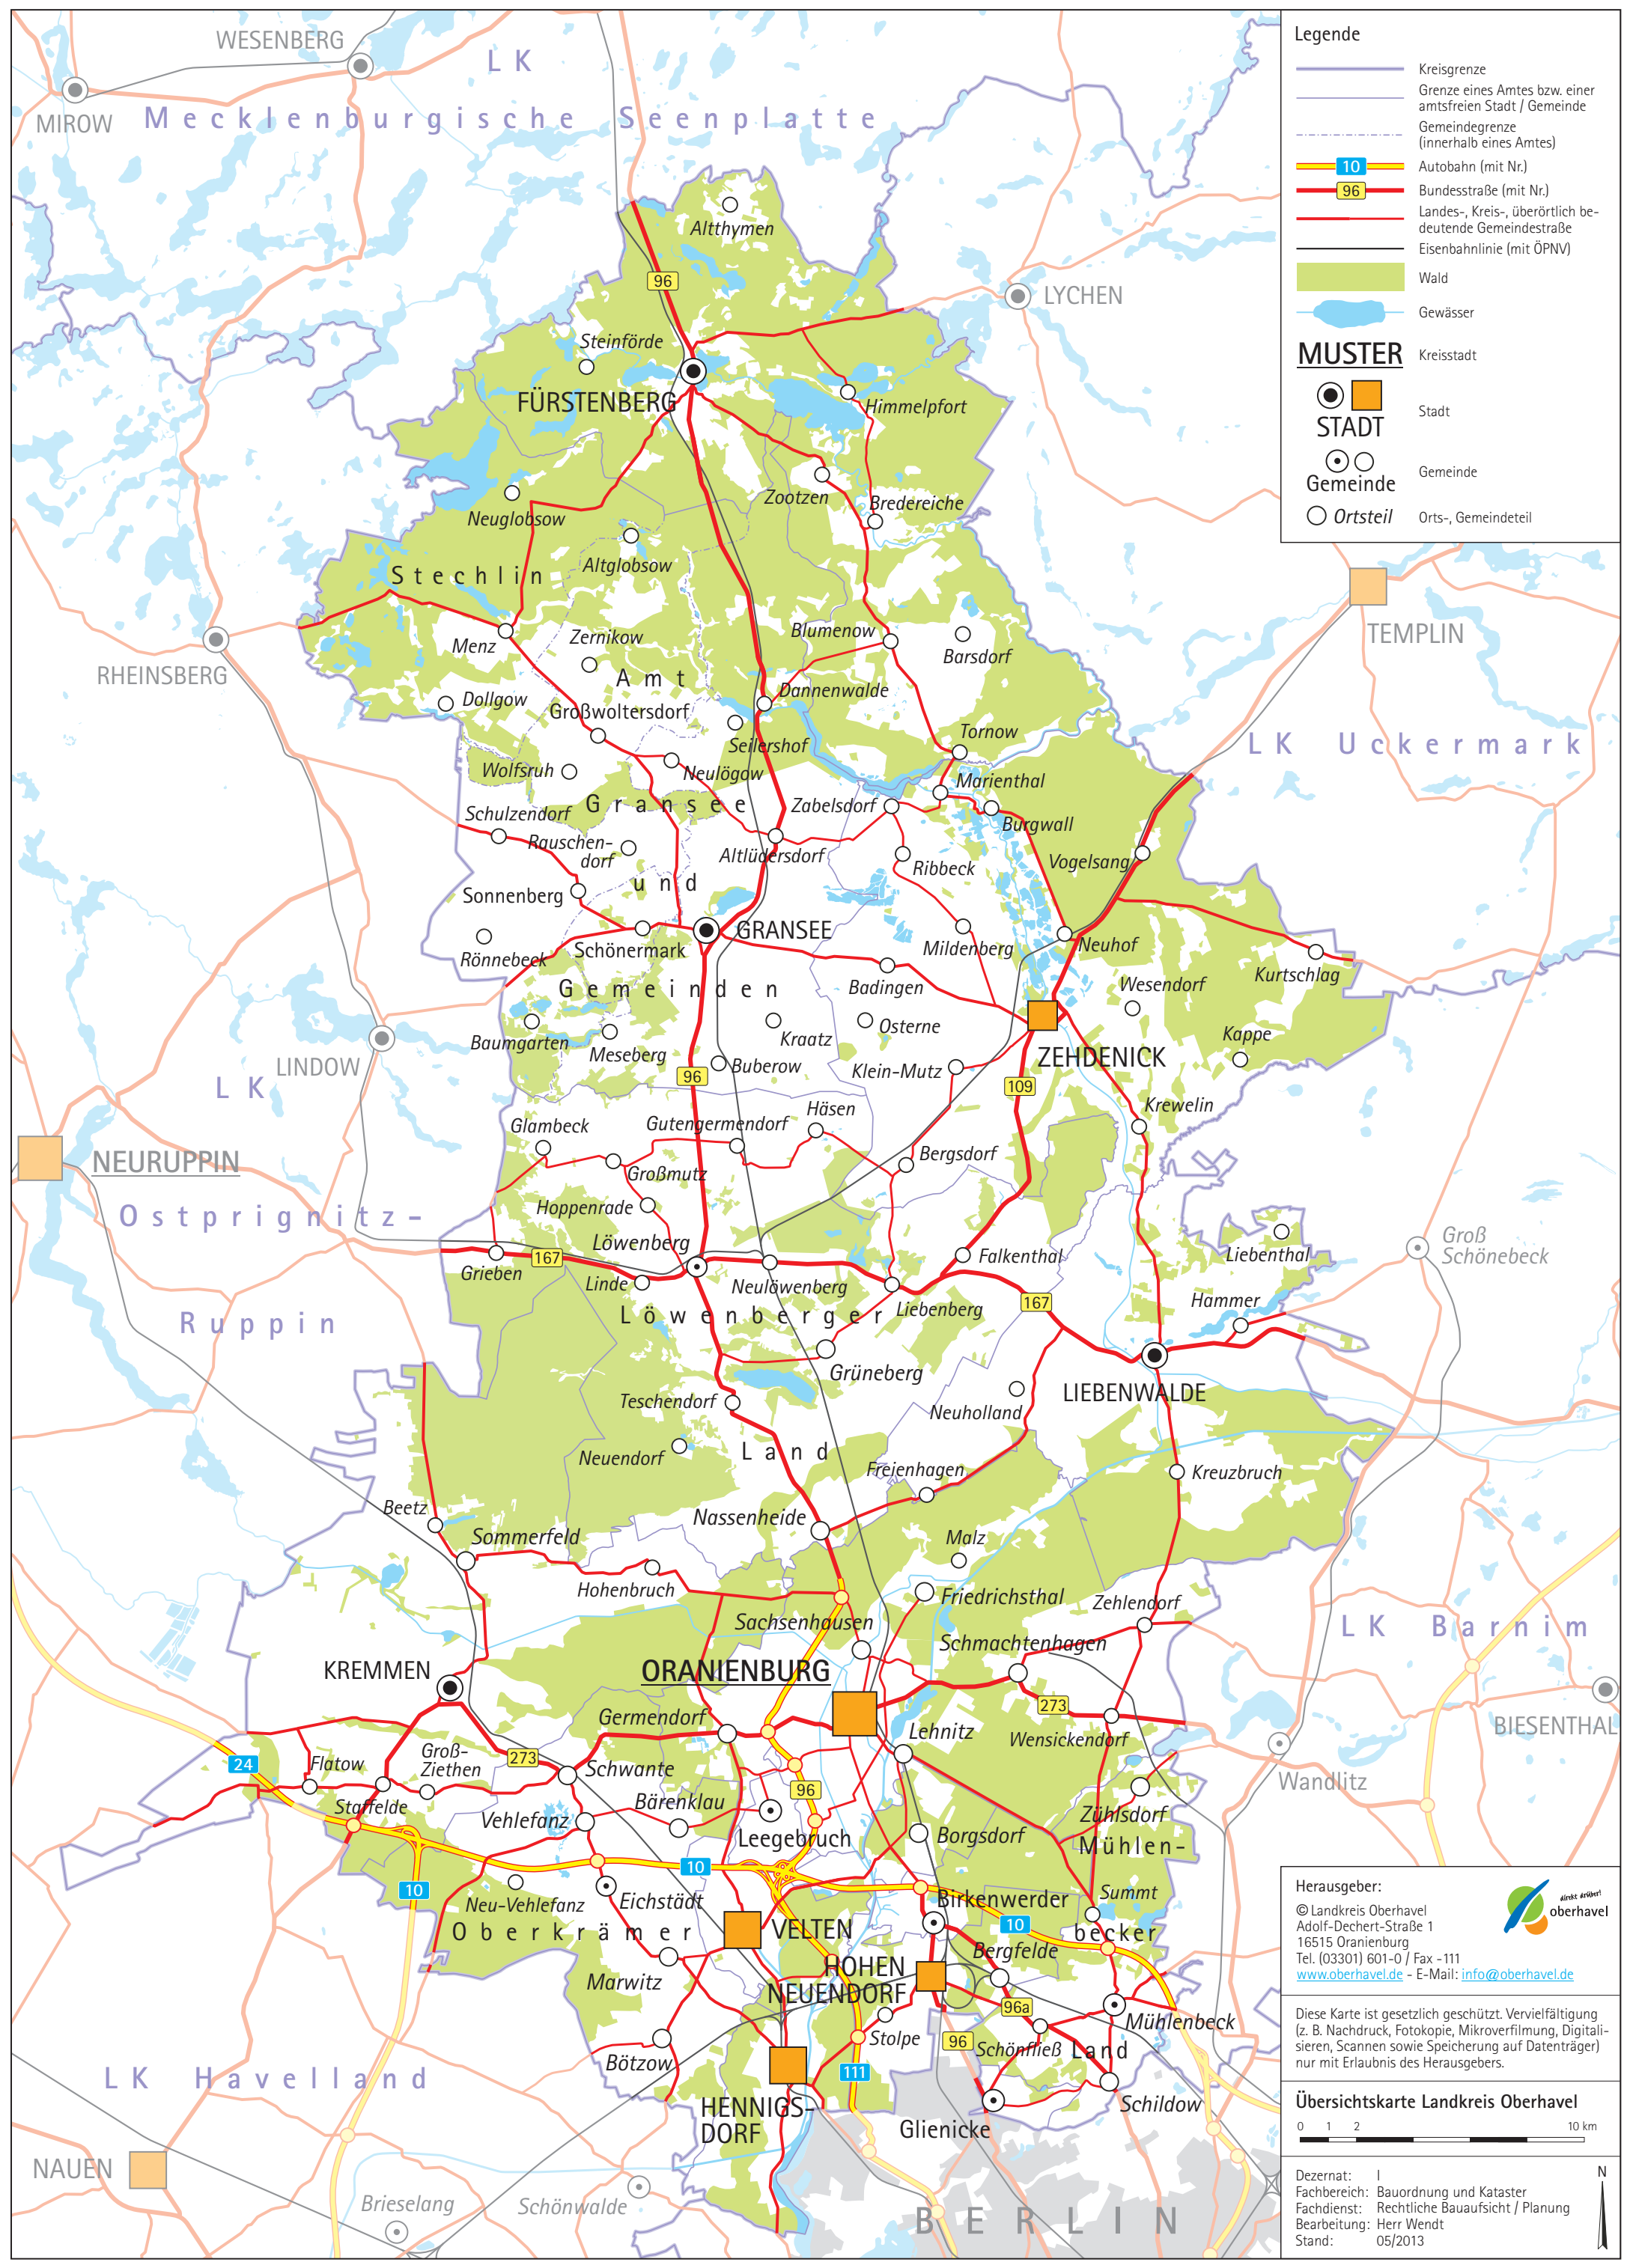 WESENBERG
LK
Mecklenburgische Seenplatte
MIROW
Legende
Kreisgrenze
Grenze eines Amtes bzw. einer
amtsfreien Stadt / Gemeinde
Gemeindegrenze
(innerhalb eines Amtes)
10 Autobahn (mit Nr.)
96 Bundesstraße (mit Nr.)
Landes-, Kreis-, überörtlich be-
deutende Gemeindestraße
Eisenbahnlinie (mit ÖPNV)
Wald
Gewässer
MUSTER Kreisstadt
STADT Stadt
Gemeinde Gemeinde
Ortsteil Orts-, Gemeindeteil
Altthymen
96
LYCHEN
Steinförde
FÜRSTENBERG
Himmelpfort
Zootzen
Bredereiche
Neuglobsow
Altglobsow
Stechlin
TEMPLIN
Menz
Zernikow
Blumenow
Barsdorf
RHEINSBERG
Amt
Dollgow
Großwoltersdorf
Dannenwalde
Seilershof
Tornow
LK Uckermark
Wolfsruh
Neulögow
Marienthal
Gransee
Zabelsdorf
Schulzendorf
Burgwall
Rauschen-
dorf
Altlüdersdorf
Ribbeck
Vogelsang
und
Sonnenberg
GRANSEE
Schönermark
Mildenberg
Neuhof
Rönnebeck
Kurtschlag
Gemeinden
Badingen
Wesendorf
Baumgarten
Meseberg
Kraatz
Osterne
Kappe
LINDOW
Buberow
Klein-Mutz
ZEHDENICK
LK
96
109
Krewelin
Glambeck
Gutengermendorf
Häsen
NEURUPPIN
Großmutz
Bergsdorf
Ostprignitz-
Hoppenrade
Löwenberg
Groß
Schönebeck
Liebenthal
167
Falkenthal
Grieben
Linde
Neulöwenberg
Liebenberg
167
Hammer
Ruppin
Löwenberger
Grüneberg
LIEBENWALDE
Teschendorf
Neuholland
Land
Neuendorf
Freienhagen
Kreuzbruch
Beetz
Nassenheide
Sommerfeld
Malz
Hohenbruch
Friedrichsthal
Zehlendorf
Sachsenhausen
LK Barnim
Schmachtenhagen
KREMMEN
ORANIENBURG
273
Germendorf
Lehnitz
Wensickendorf
BIESENTHAL
24
Flatow
Groß-
Ziethen
273
Schwante
Wandlitz
Staffelde
96
Bärenklau
Zühlsdorf
Vehlefanz
Leegebruch
Borgsdorf
Mühlen-
10
10
Neu-Vehlefanz
Eichstädt
Birkenwerder
Summt
Oberkrämer
VELTEN
10
becker
Bergfelde
Marwitz
HOHEN
NEUENDORF
96a
Mühlenbeck
Stolpe
96
Schönfließ
Land
Bötzow
111
LK Havelland
HENNIGS-
DORF
Schildow
Glienicke
NAUEN
Brieselang
Schönwalde
BERLIN
Herausgeber:
© Landkreis Oberhavel
Adolf-Dechert-Straße 1
16515 Oranienburg
Tel. (03301) 601-0 / Fax -111
www.oberhavel.de - E-Mail: info@oberhavel.de
direkt drüber!
oberhavel
Diese Karte ist gesetzlich geschützt. Vervielfältigung
(z. B. Nachdruck, Fotokopie, Mikroverfilmung, Digitali-
sieren, Scannen sowie Speicherung auf Datenträger)
nur mit Erlaubnis des Herausgebers.
Übersichtskarte Landkreis Oberhavel
0 1 2 10 km
Dezernat: I
Fachbereich: Bauordnung und Kataster
Fachdienst: Rechtliche Bauaufsicht / Planung
Bearbeitung: Herr Wendt
Stand: 05/2013
N